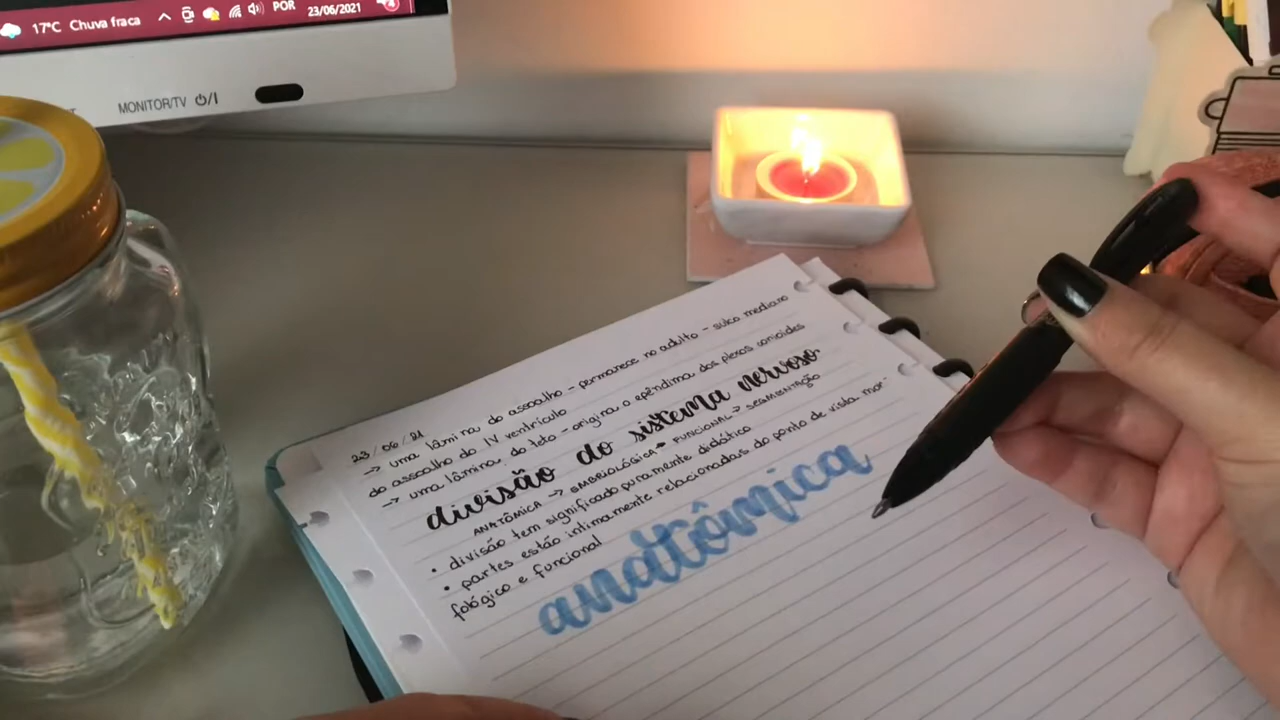 17°C Chuva fraca
POR
23/06/2021
MONITOR/TV
23/06/21
→ uma lâmina do assoalho - permanece no adulto - sulco mediano
do assoalho do IV ventrículo
→ uma lâmina do teto - origina o epêndima dos plexos corioides
divisão do sistema nervoso
ANATÔMICA → EMBRIOLÓGICA → FUNCIONAL → SEGMENTAÇÃO
• divisão tem significado puramente didático
• partes estão intimamente relacionadas do ponto de vista mor-
fológico e funcional
anatômica